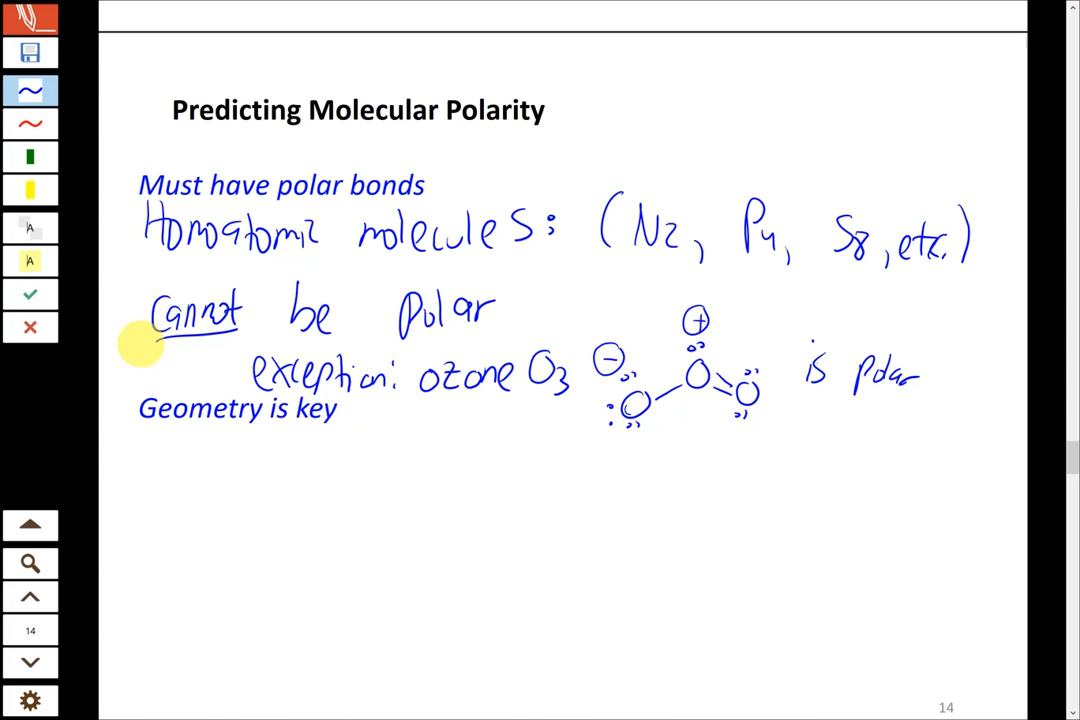 Predicting Molecular Polarity
Must have polar bonds
Homoatomic molecules: (N2, P4, S8, etc.)
Cannot be polar
exception: ozone O3 ⊖ O O ⊕ O is polar
Geometry is key
14
14